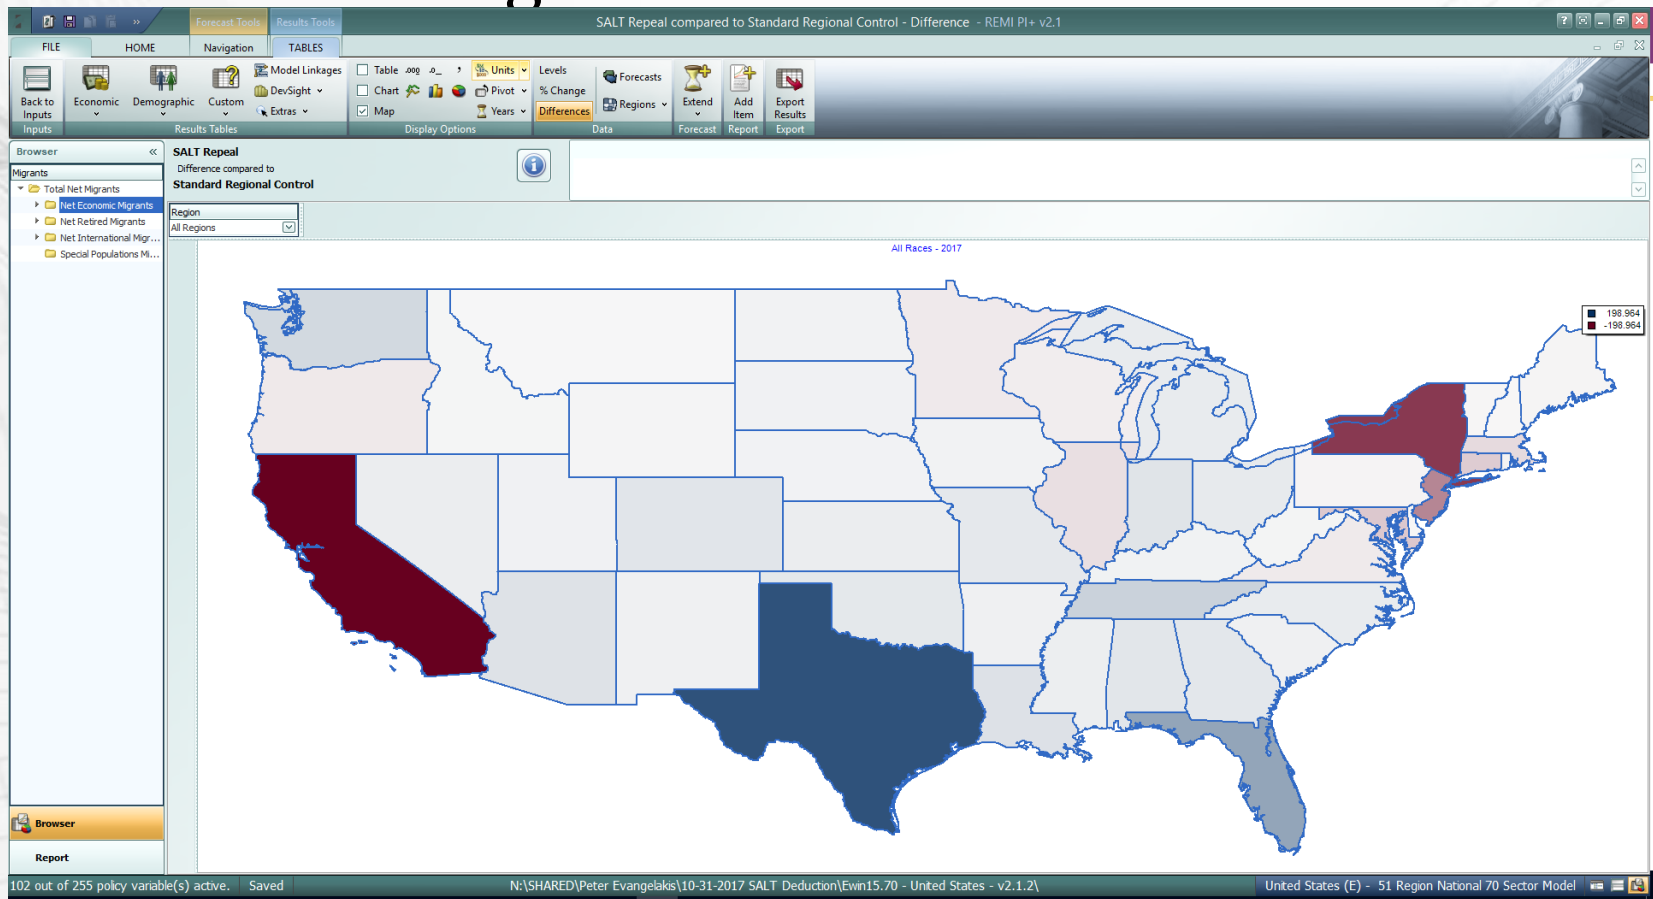 Forecast Tools Results Tools SALT Repeal compared to Standard Regional Control - Difference - REMI PI+ v2.1
FILE HOME Navigation TABLES
Back to Inputs
Economic
Demographic
Custom
Model Linkages
DevSight
Extras
Table .000 .0_ , Units
Chart Pivot
Map Years
Levels
% Change
Differences
Forecasts
Regions
Extend
Add Item
Export Results
Inputs Results Tables Display Options Data Forecast Report Export
Browser «
Migrants
Total Net Migrants
Net Economic Migrants
Net Retired Migrants
Net International Migr...
Special Populations Mi...
SALT Repeal
Difference compared to
Standard Regional Control
Region
All Regions
All Races - 2017
198.964
-198.964
Browser
Report
102 out of 255 policy variable(s) active. Saved N:\SHARED\Peter Evangelakis\10-31-2017 SALT Deduction\Ewin15.70 - United States - v2.1.2\ United States (E) - 51 Region National 70 Sector Model